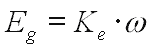 E_g = K_e · ω